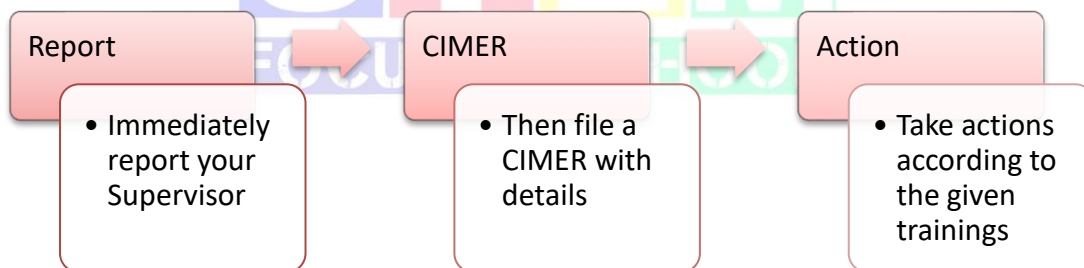 Report
• Immediately
report your
Supervisor
CIMER
• Then file a
CIMER with
details
Action
• Take actions
according to
the given
trainings